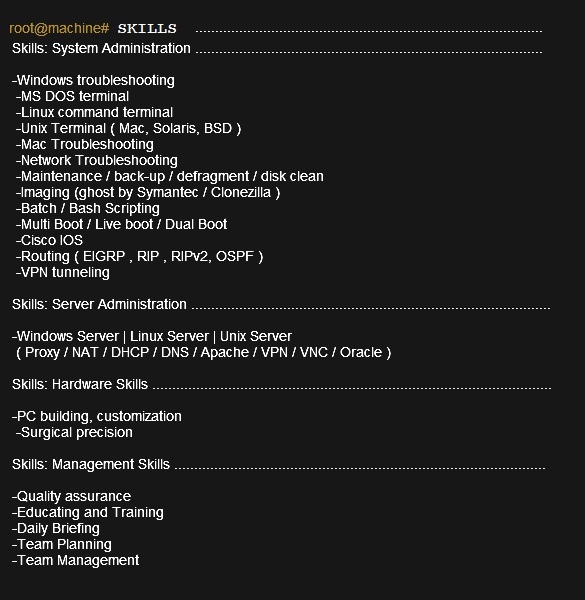 root@machine# SKILLS ................................................................................
Skills: System Administration ................................................................................
-Windows troubleshooting
-MS DOS terminal
-Linux command terminal
-Unix Terminal ( Mac, Solaris, BSD )
-Mac Troubleshooting
-Network Troubleshooting
-Maintenance / back-up / defragment / disk clean
-Imaging (ghost by Symantec / Clonezilla )
-Batch / Bash Scripting
-Multi Boot / Live boot / Dual Boot
-Cisco IOS
-Routing ( EIGRP , RIP , RIPv2, OSPF )
-VPN tunneling
Skills: Server Administration ................................................................................
-Windows Server | Linux Server | Unix Server
( Proxy / NAT / DHCP / DNS / Apache / VPN / VNC / Oracle )
Skills: Hardware Skills ................................................................................
-PC building, customization
-Surgical precision
Skills: Management Skills ................................................................................
-Quality assurance
-Educating and Training
-Daily Briefing
-Team Planning
-Team Management